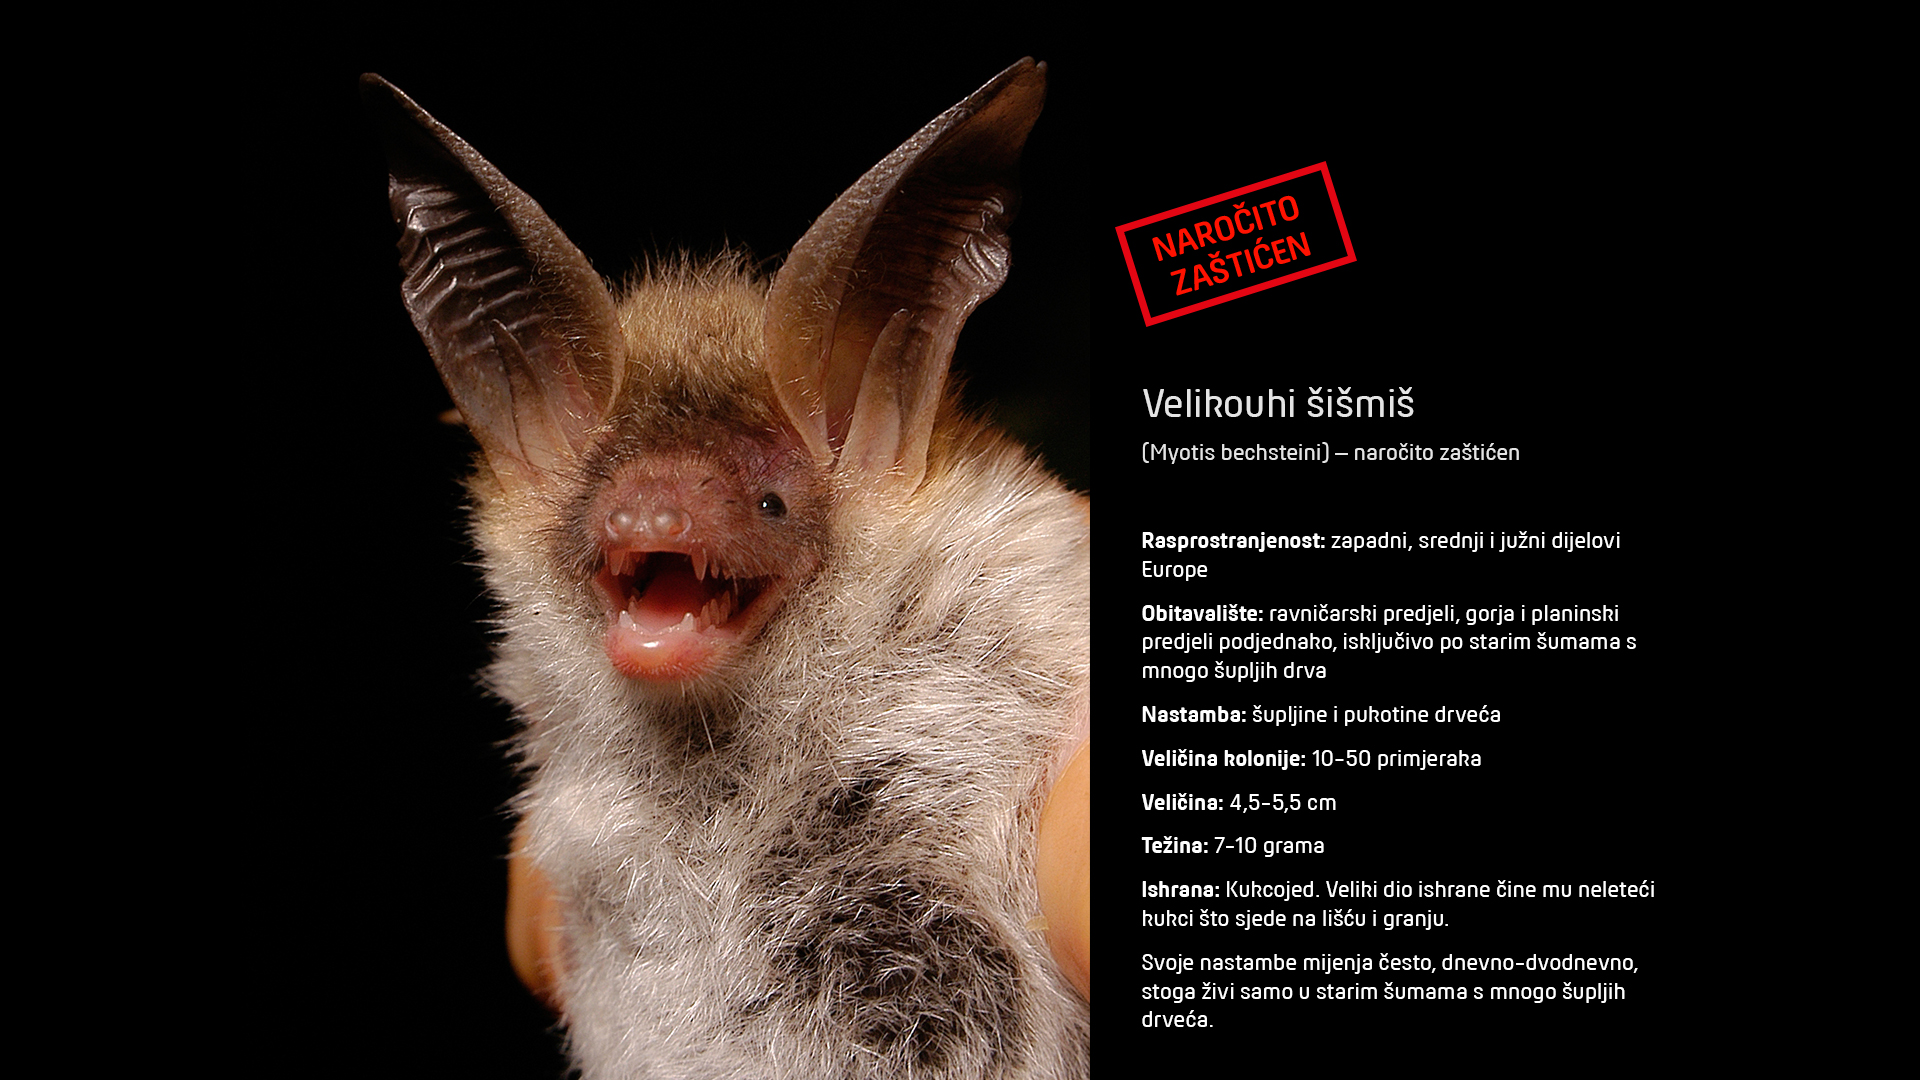 NAROČITO
ZAŠTIĆEN
Velikouhi šišmiš
(Myotis bechsteini) – naročito zaštićen
Rasprostranjenost: zapadni, srednji i južni dijelovi
Europe
Obitavalište: ravničarski predjeli, gorja i planinski
predjeli podjednako, isključivo po starim šumama s
mnogo šupljih drva
Nastamba: šupljine i pukotine drveća
Veličina kolonije: 10-50 primjeraka
Veličina: 4,5-5,5 cm
Težina: 7-10 grama
Ishrana: Kukcojed. Veliki dio ishrane čine mu neleteći
kukci što sjede na lišću i granju.
Svoje nastambe mijenja često, dnevno-dvodnevno,
stoga živi samo u starim šumama s mnogo šupljih
drveća.